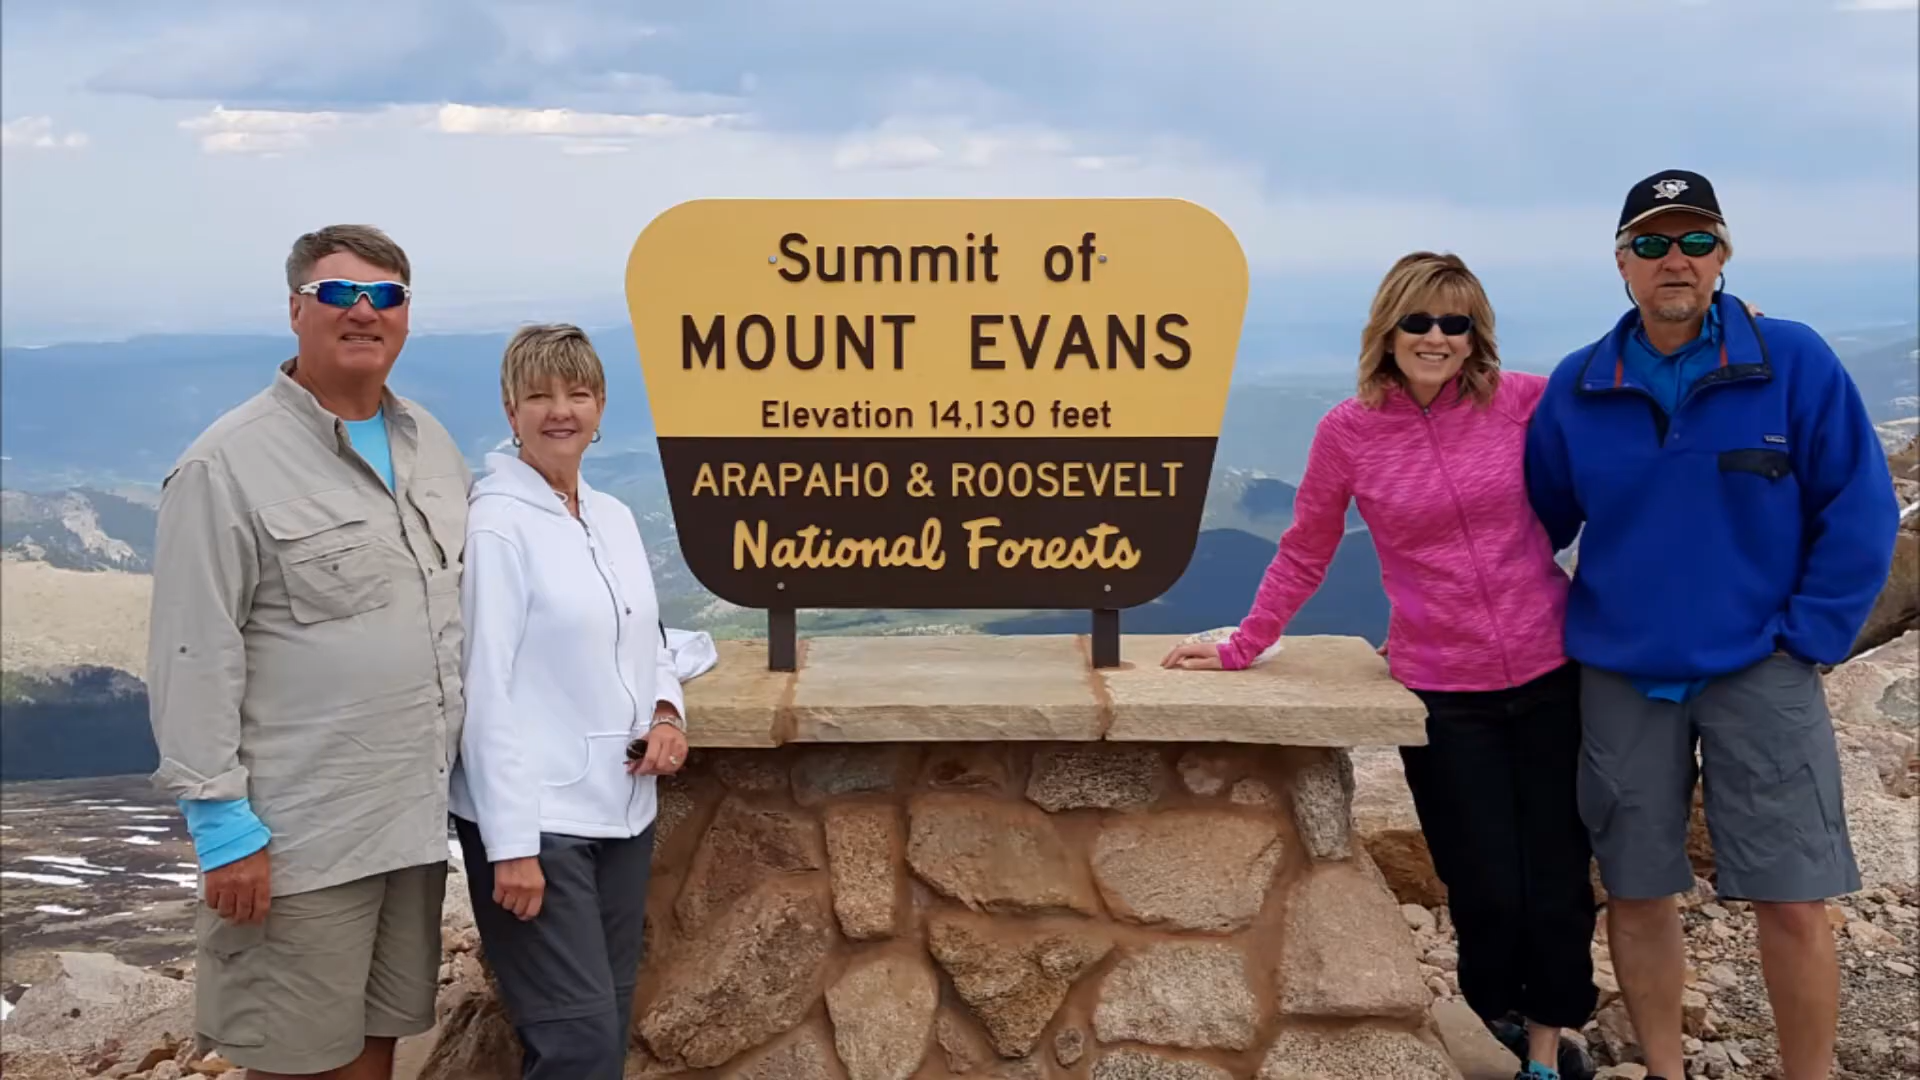 Summit of
MOUNT EVANS
Elevation 14,130 feet
ARAPAHO & ROOSEVELT
National Forests